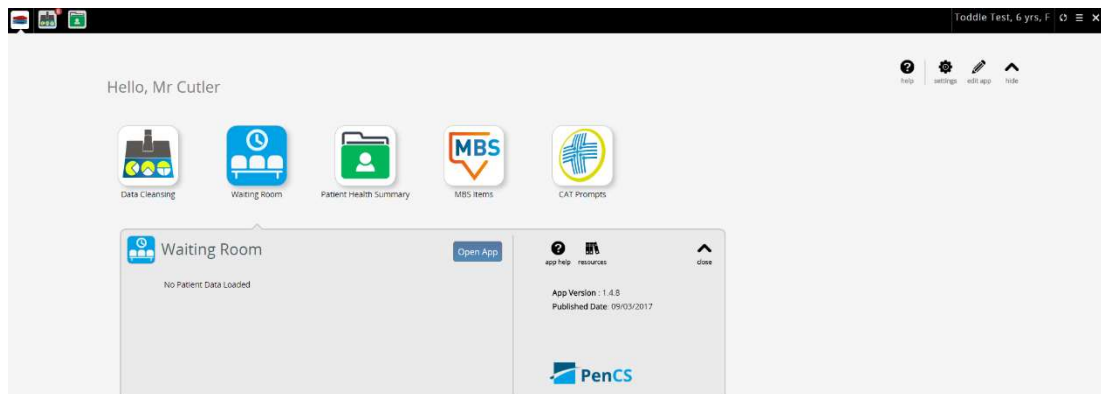 Toddle Test, 6 yrs, F
help
settings
edit app
hide
Hello, Mr Cutler
MBS
Data Cleansing
Waiting Room
Patient Health Summary
MBS Items
CAT Prompts
Waiting Room
Open App
app help
resources
close
No Patient Data Loaded
App Version : 1.4.8
Published Date: 09/03/2017
PenCS